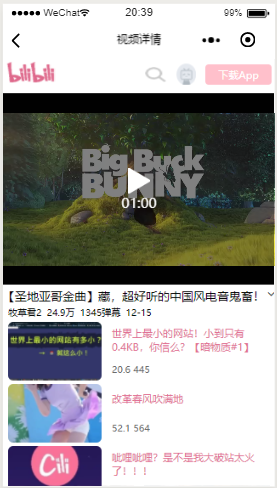 WeChat 20:39 99%
视频详情
bilibili 下载App
Big Buck
BUNNY
01:00
【圣地亚哥金曲】藏，超好听的中国风电音鬼畜！
牧草君2 24.9万 1345弹幕 12-15
世界上最小的网站有多小？
世界上最小的网站！小到只有
0.4KB，你信么？【暗物质#1】
20.6 445
改革春风吹满地
52.1 564
Cili
呲哩呲哩？是不是我大破站太火
了！！！